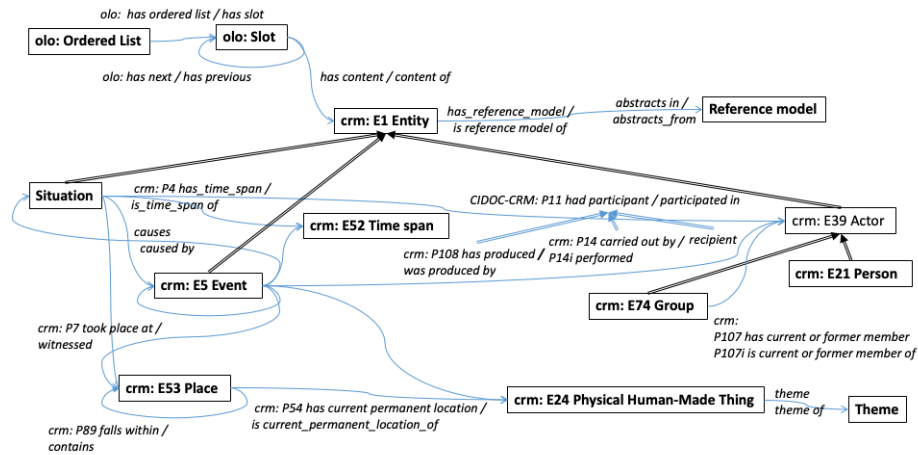 olo: has ordered list / has slot
olo: Ordered List
olo: Slot
olo: has next / has previous
has content / content of
crm: E1 Entity
has_reference_model /
is reference model of
abstracts in /
abstracts_from
Reference model
Situation
crm: P4 has_time_span /
is_time_span of
CIDOC-CRM: P11 had participant / participated in
crm: E39 Actor
crm: E52 Time span
causes
caused by
crm: P108 has produced /
was produced by
crm: P14 carried out by /
P14i performed
recipient
crm: E21 Person
crm: E5 Event
crm: E74 Group
crm:
P107 has current or former member
P107i is current or former member of
crm: P7 took place at /
witnessed
crm: E53 Place
crm: P54 has current permanent location /
is current_permanent_location_of
crm: E24 Physical Human-Made Thing
theme
theme of
Theme
crm: P89 falls within /
contains